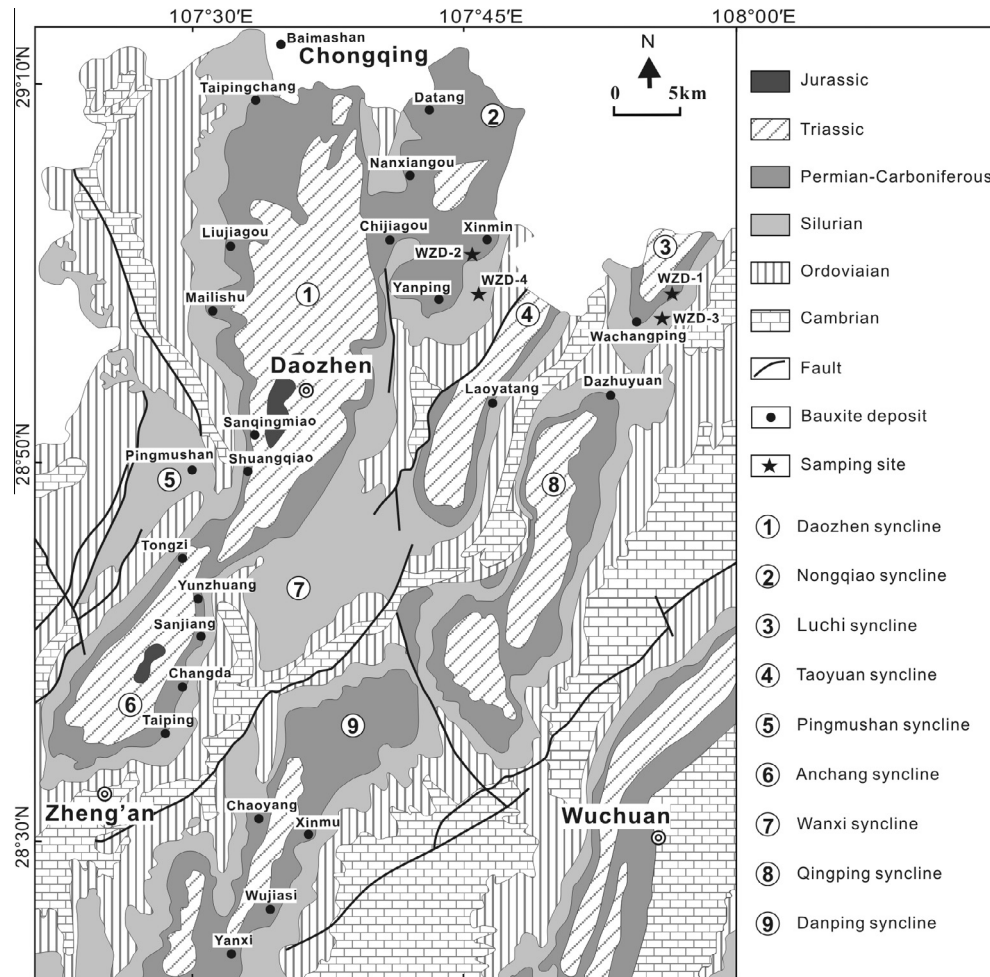 107°30′E
107°45′E
108°00′E
29°10′N
28°50′N
28°30′N
Baimashan
Chongqing
N
0 5km
Taipingchang
Datang
2
Nanxiangou
Liujiagou
Chijiagou
Xinmin
WZD-2
3
WZD-1
WZD-4
1
Mailishu
Yanping
4
WZD-3
Wachangping
Daozhen
Laoyatang
Dazhuyuan
Sanqingmiao
Pingmushan
Shuangqiao
5
8
Tongzi
Yunzhuang
7
Sanjiang
Changda
6
Taiping
9
Zheng'an
Chaoyang
Xinmu
Wuchuan
Wujiasi
Yanxi
Jurassic
Triassic
Permian-Carboniferous
Silurian
Ordoviaian
Cambrian
Fault
Bauxite deposit
Samping site
1 Daozhen syncline
2 Nongqiao syncline
3 Luchi syncline
4 Taoyuan syncline
5 Pingmushan syncline
6 Anchang syncline
7 Wanxi syncline
8 Qingping syncline
9 Danping syncline